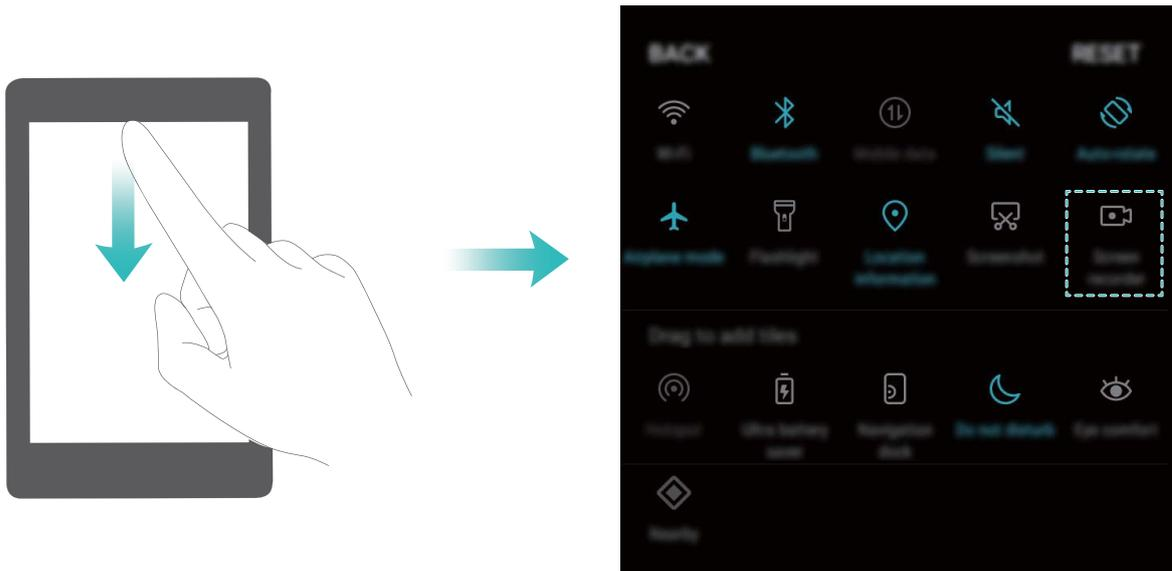 BACK RESET
Wi-Fi Bluetooth Mobile data Silent Auto-rotate
Airplane mode Flashlight Location Screenshot Screen
information recorder
Drag to add tiles
Hotspot Ultra battery Navigation Do not disturb Eye comfort
saver dock
Nearby